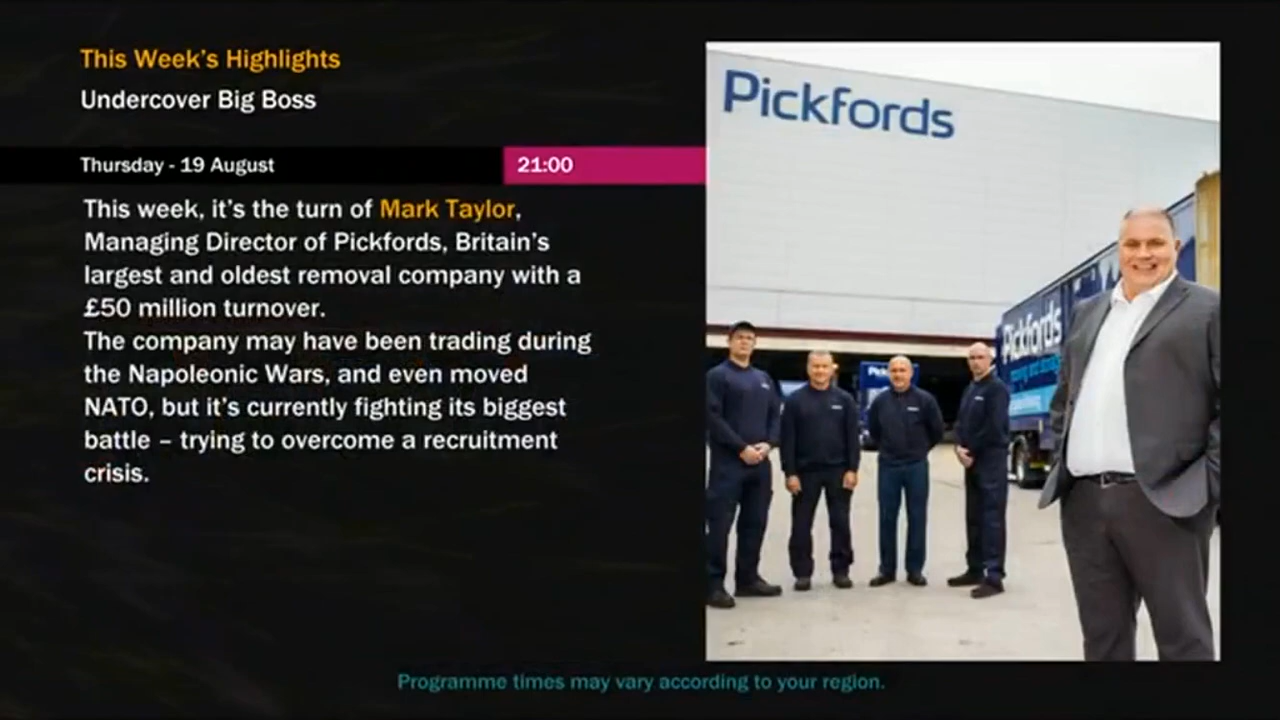 This Week's Highlights
Undercover Big Boss
Thursday - 19 August
21:00
This week, it's the turn of Mark Taylor,
Managing Director of Pickfords, Britain's
largest and oldest removal company with a
£50 million turnover.
The company may have been trading during
the Napoleonic Wars, and even moved
NATO, but it's currently fighting its biggest
battle – trying to overcome a recruitment
crisis.
Pickfords
Pickfords
Programme times may vary according to your region.